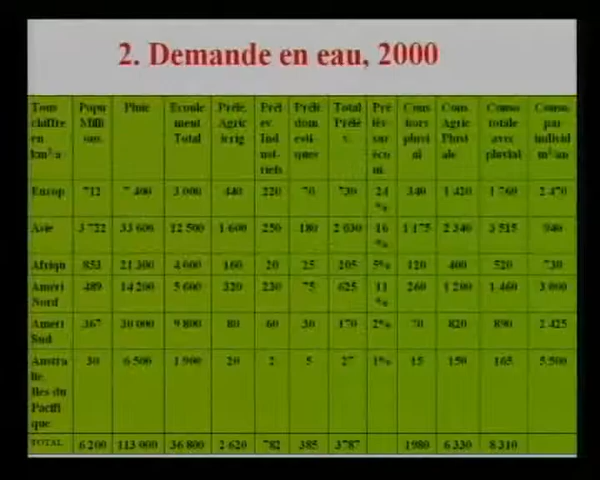 2. Demande en eau, 2000
Tous chiffre en km³/a | Popu Milli ons | Pluie | Ecoule ment Total | Prélè. Agric irrig | Prél ev. Ind ust- riels | Prélè dom esti- ques | Total Prélè v. | Pré lèv. sur éco u. | Cons hors pluvi al | Cons. Agric Pluvi ale | Conso totale avec pluvial | Conso. par individ m³/an
Europ | 712 | 7 400 | 3 000 | 440 | 220 | 70 | 730 | 24 % | 340 | 1 420 | 1 760 | 2 470
Asie | 3 722 | 33 600 | 12 500 | 1 600 | 250 | 180 | 2 030 | 16 % | 1 175 | 2 340 | 3 515 | 940
Afriqu | 853 | 21 300 | 4 000 | 160 | 20 | 25 | 205 | 5% | 120 | 400 | 520 | 730
Améri Nord | 489 | 14 200 | 5 600 | 320 | 230 | 75 | 625 | 11 % | 260 | 1 200 | 1 460 | 3 000
Améri Sud | 367 | 30 000 | 9 800 | 80 | 60 | 30 | 170 | 2% | 70 | 820 | 890 | 2 425
Austra lie. Iles du Pacifi que | 30 | 6 500 | 1 900 | 20 | 2 | 5 | 27 | 1% | 15 | 150 | 165 | 5 500
TOTAL | 6 200 | 113 000 | 36 800 | 2 620 | 782 | 385 | 3787 | 1980 | 6 330 | 8 310